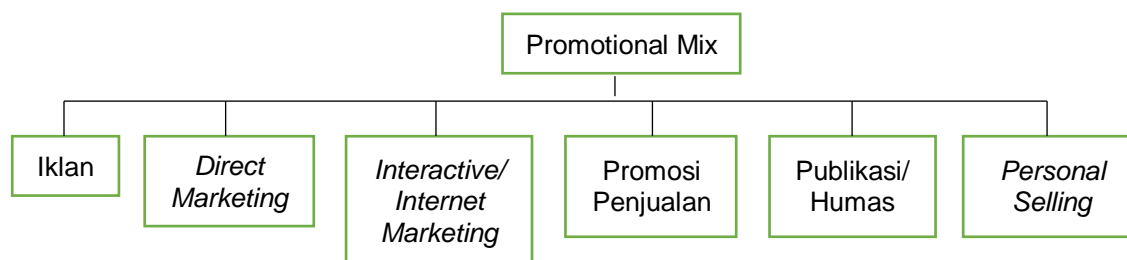 Promotional Mix
Iklan
Direct
Marketing
Interactive/
Internet
Marketing
Promosi
Penjualan
Publikasi/
Humas
Personal
Selling